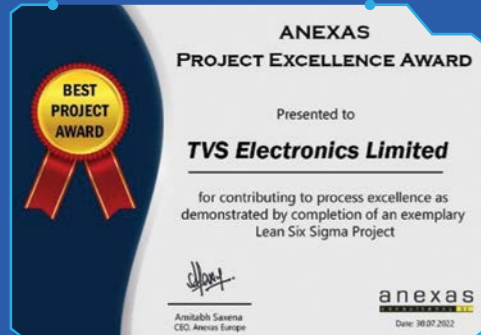 ANEXAS
PROJECT EXCELLENCE AWARD
BEST
PROJECT
AWARD
Presented to
TVS Electronics Limited
for contributing to process excellence as
demonstrated by completion of an exemplary
Lean Six Sigma Project
Amitabh Saxena
CEO, Anexas Europe
anexas
Date: 30.07.2022